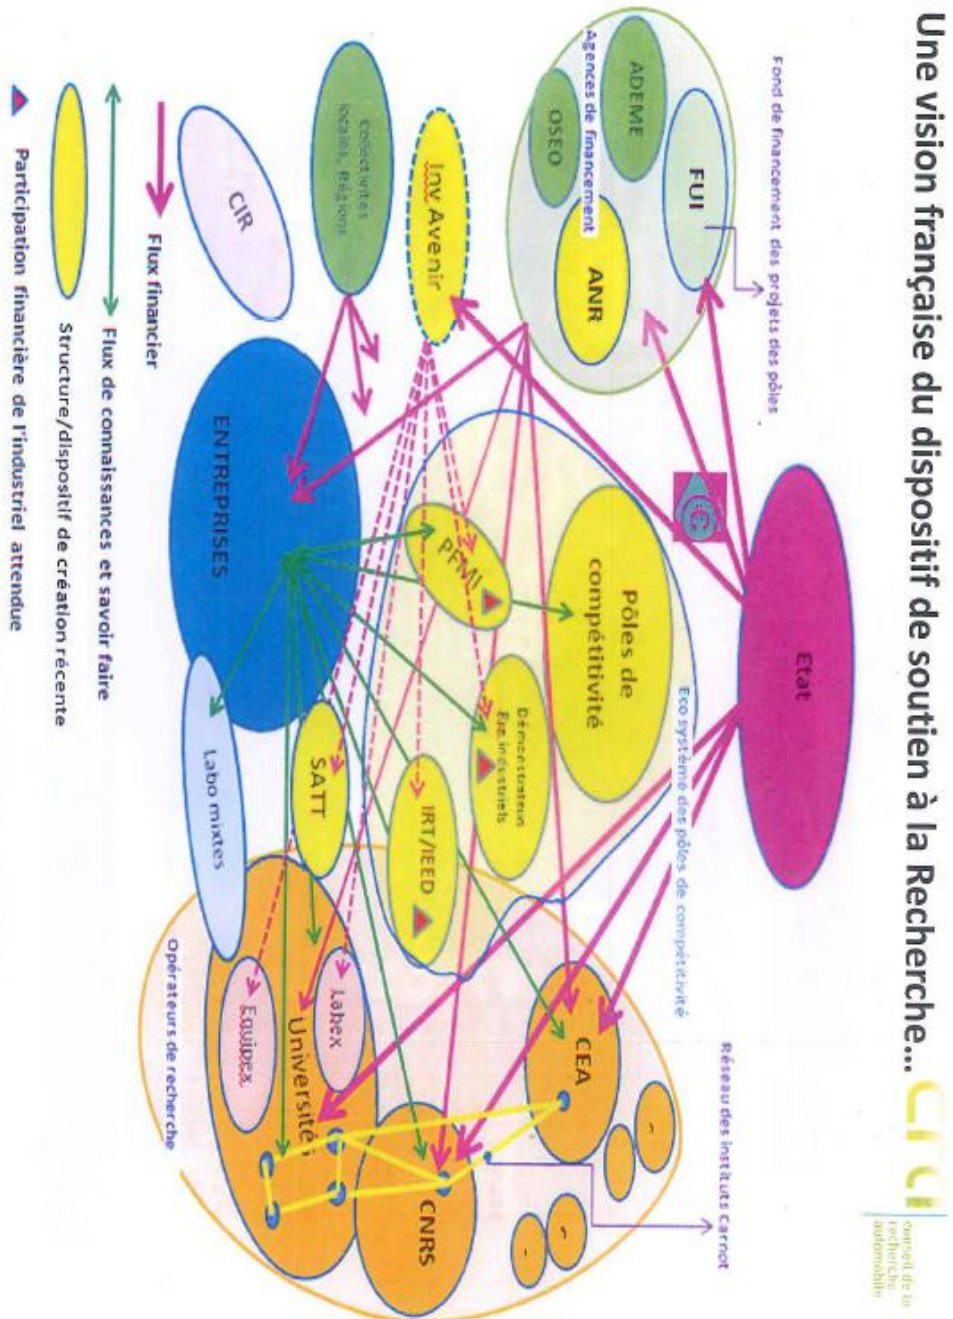 Une vision française du dispositif de soutien à la Recherche...
cra
conseil de la
recherche
automobile
Fond de financement des projets des pôles
Etat
Réseau des instituts Carnot
FUI
ADEME
OSEO
ANR
Agences de financement
€
Eco système des pôles de compétitivité
Pôles de
compétitivité
CEA
Inv Avenir
PFMI
Démonstrateurs
Exp. industriels
IRT/IEED
CNRS
Collectivités
locales, Régions
SATT
Labex
Universités
Equipex
CIR
ENTREPRISES
Labo mixtes
Opérateurs de recherche
Flux financier
Flux de connaissances et savoir faire
Structure/dispositif de création récente
Participation financière de l'industriel attendue